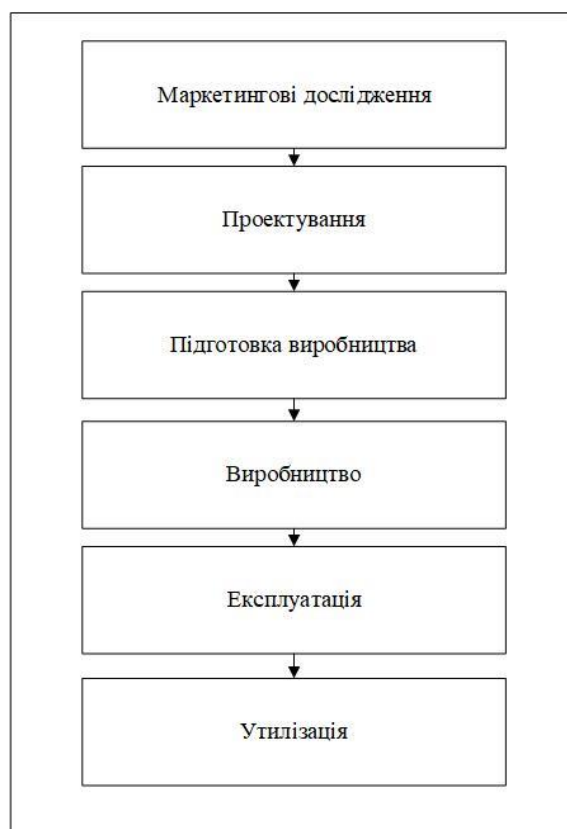 Маркетингові дослідження
Проектування
Підготовка виробництва
Виробництво
Експлуатація
Утилізація